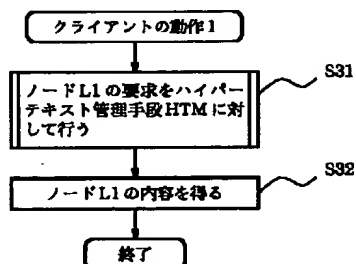 クライアントの動作1
ノードL1の要求をハイパー
テキスト管理手段HTMに対
して行う
S31
ノードL1の内容を得る
S32
終了